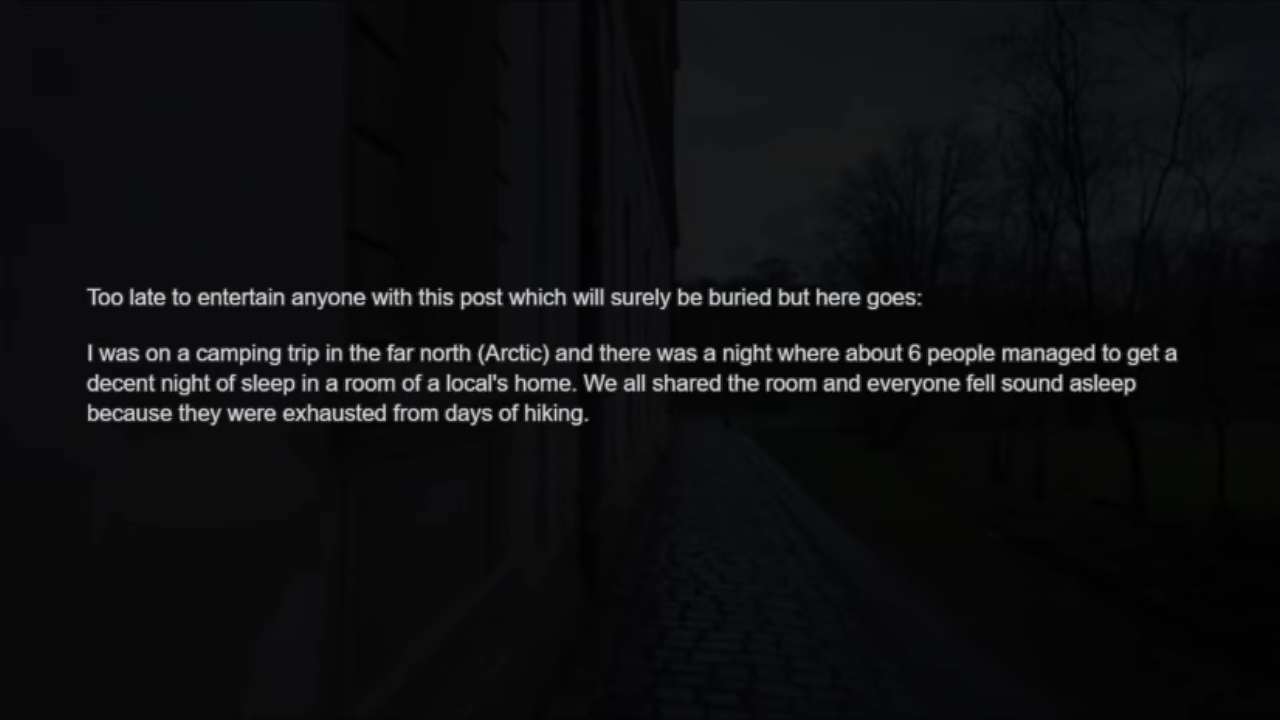 Too late to entertain anyone with this post which will surely be buried but here goes:
I was on a camping trip in the far north (Arctic) and there was a night where about 6 people managed to get a
decent night of sleep in a room of a local's home. We all shared the room and everyone fell sound asleep
because they were exhausted from days of hiking.